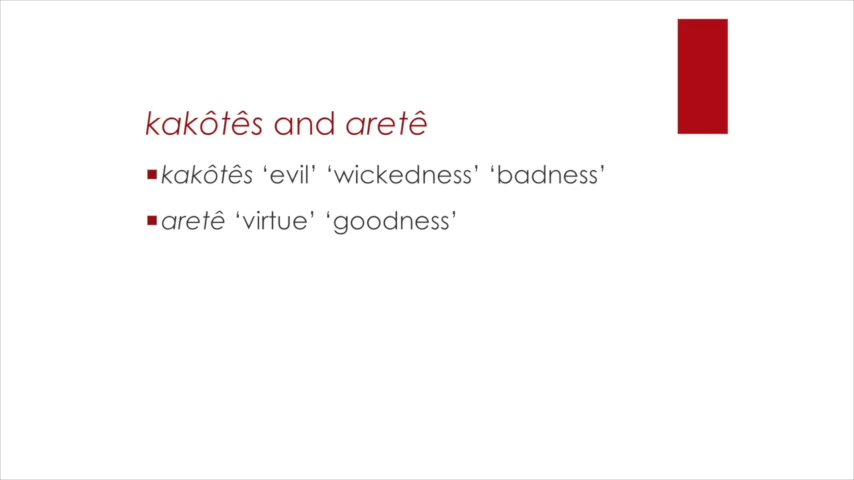 kakôtês and aretê
kakôtês ‘evil’ ‘wickedness’ ‘badness’
aretê ‘virtue’ ‘goodness’